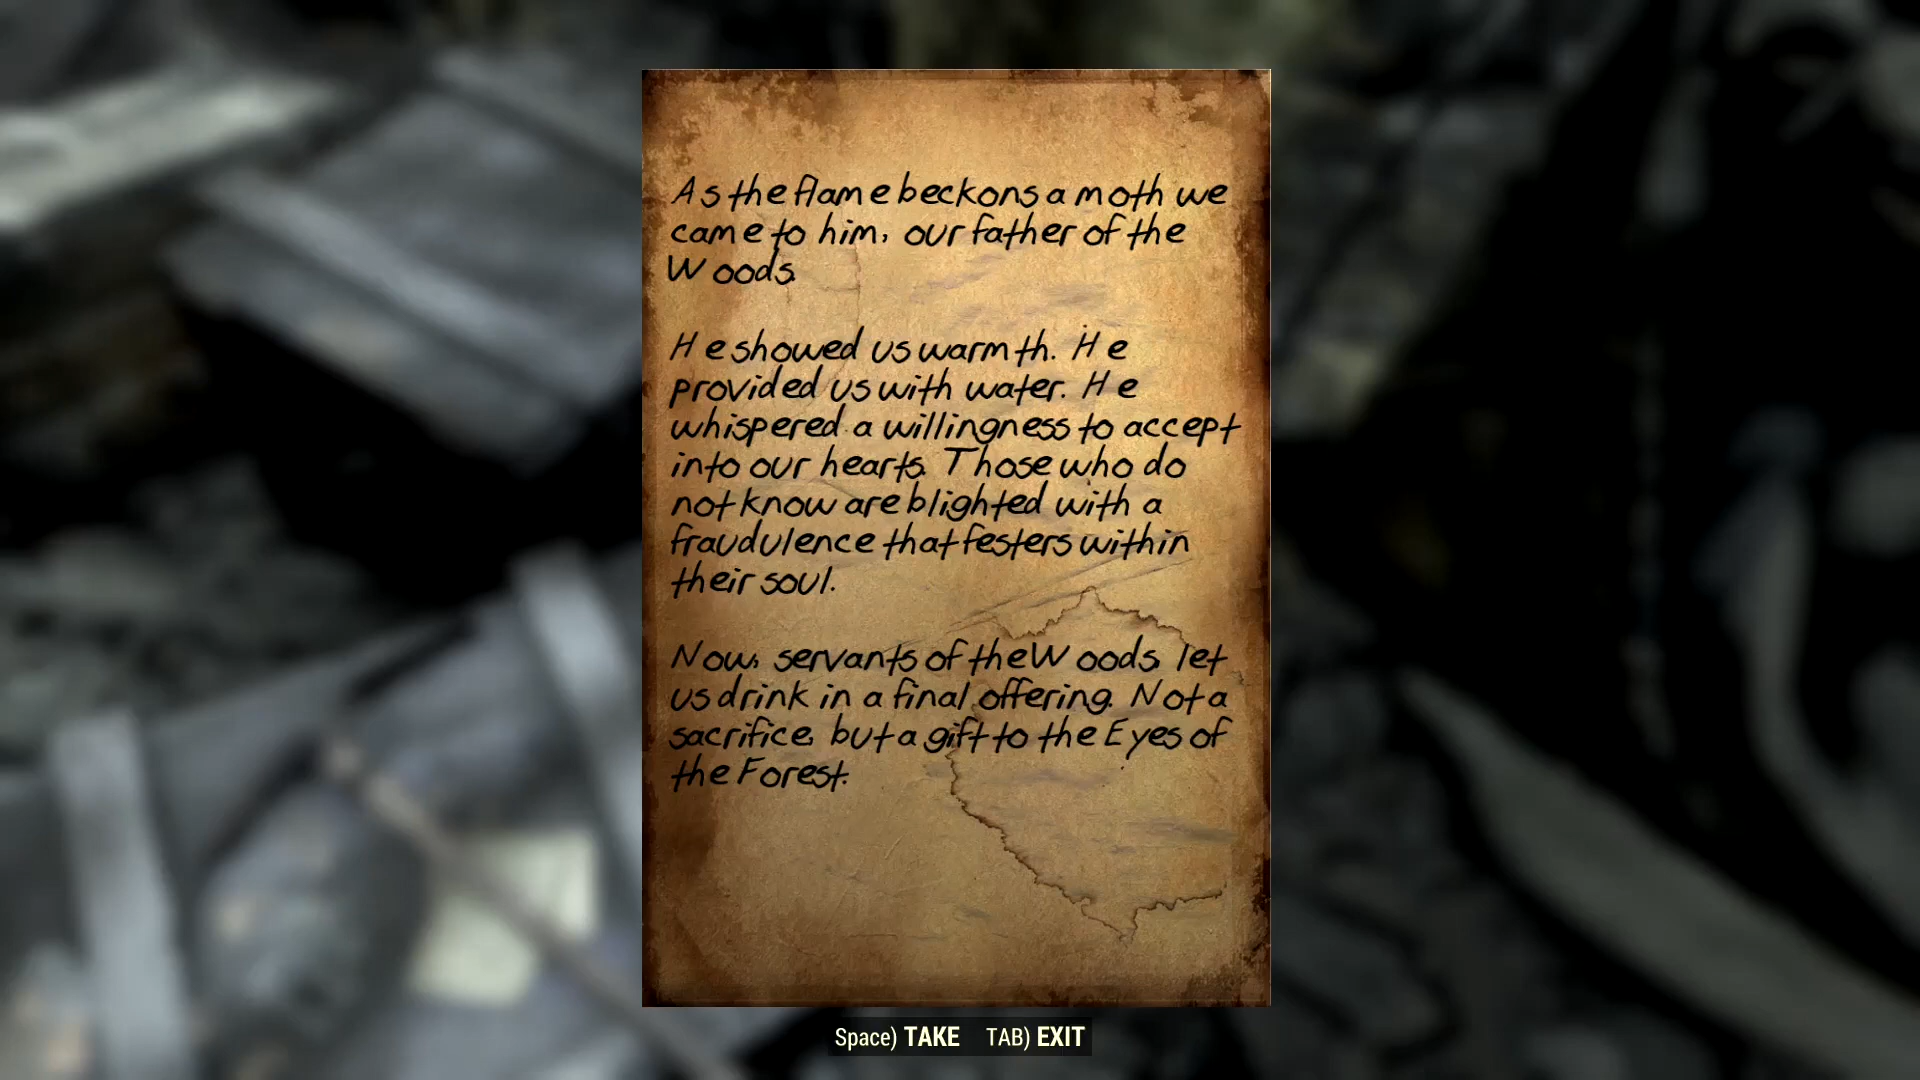 As the flame beckons a moth we
came to him, our father of the
Woods.
He showed us warmth. He
provided us with water. He
whispered a willingness to accept
into our hearts. Those who do
not know are blighted with a
fraudulence that festers within
their soul.
Now, servants of the Woods, let
us drink in a final offering. Not a
sacrifice, but a gift to the Eyes of
the Forest.
Space) TAKE TAB) EXIT